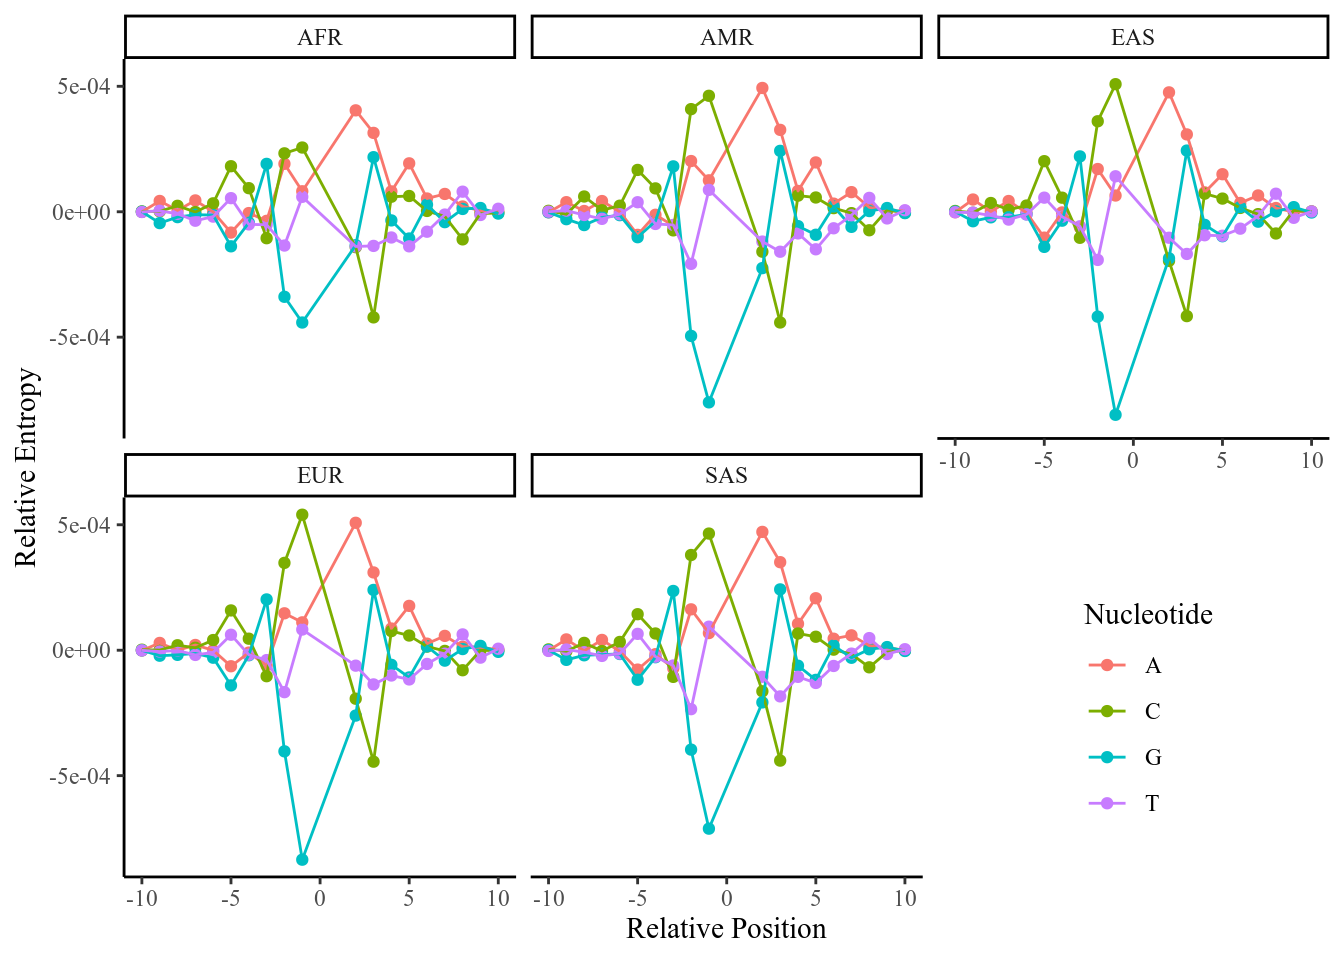 AFR AMR EAS
5e-04
0e+00
-5e-04
-10 -5 0 5 10
EUR SAS
5e-04
0e+00
-5e-04
-10 -5 0 5 10 -10 -5 0 5 10
Relative Position
Relative Entropy
Nucleotide
A
C
G
T